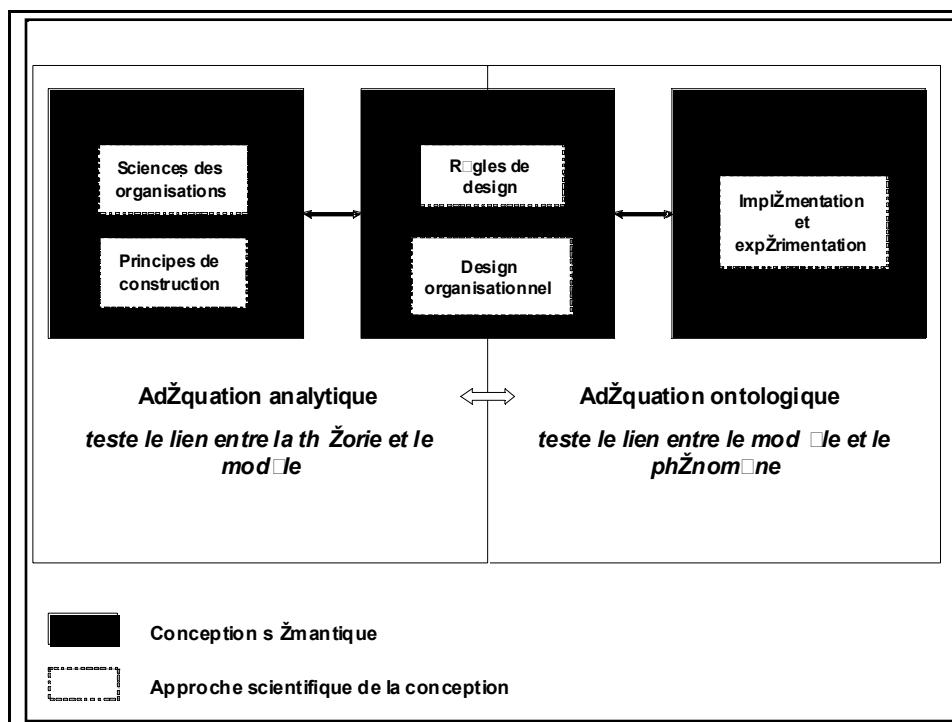 Sciences des
organisations
Principes de
construction
R□gles de
design
Design
organisationnel
ImplŽmentation
et
expŽrimentation
AdŽquation analytique
teste le lien entre la th Žorie et le
mod□le
AdŽquation ontologique
teste le lien entre le mod □le et le
phŽnom□ne
Conception s Žmantique
Approche scientifique de la conception